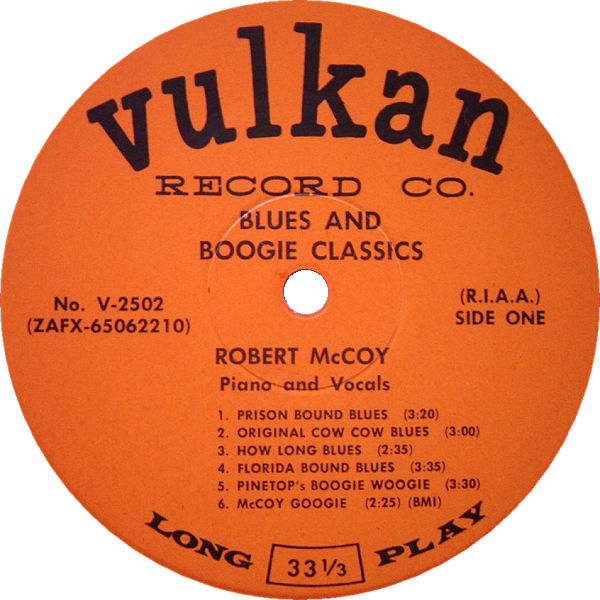 vulkan
RECORD CO.
BLUES AND
BOOGIE CLASSICS
No. V-2502
(ZAFX-65062210)
(R.I.A.A.)
SIDE ONE
ROBERT McCOY
Piano and Vocals
1. PRISON BOUND BLUES (3:20)
2. ORIGINAL COW COW BLUES (3:00)
3. HOW LONG BLUES (2:35)
4. FLORIDA BOUND BLUES (3:35)
5. PINETOP's BOOGIE WOOGIE (3:30)
6. McCOY GOOGIE (2:25) (BMI)
LONG 33 1/3 PLAY